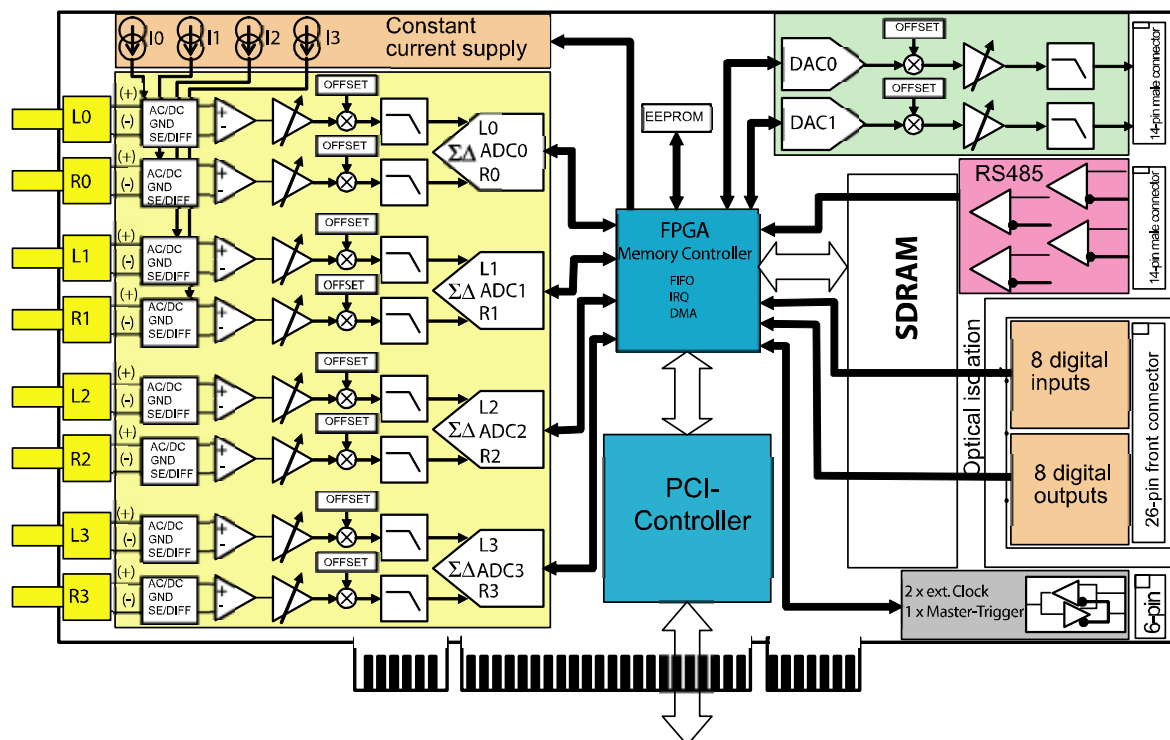 I0
I1
I2
I3
Constant
current supply
L0
(+)
(-)
AC/DC
GND
SE/DIFF
+
-
OFFSET
R0
(+)
(-)
AC/DC
GND
SE/DIFF
+
-
OFFSET
L0
ΣΔ ADC0
R0
L1
(+)
(-)
AC/DC
GND
SE/DIFF
+
-
OFFSET
R1
(+)
(-)
AC/DC
GND
SE/DIFF
+
-
OFFSET
L1
ΣΔ ADC1
R1
L2
(+)
(-)
AC/DC
GND
SE/DIFF
+
-
OFFSET
R2
(+)
(-)
AC/DC
GND
SE/DIFF
+
-
OFFSET
L2
ΣΔ ADC2
R2
L3
(+)
(-)
AC/DC
GND
SE/DIFF
+
-
OFFSET
R3
(+)
(-)
AC/DC
GND
SE/DIFF
+
-
OFFSET
L3
ΣΔ ADC3
R3
EEPROM
FPGA
Memory Controller
FIFO
IRQ
DMA
PCI-
Controller
DAC0
OFFSET
DAC1
OFFSET
14-pin male connector
RS485
14-pin male connector
SDRAM
Optical isolation
8 digital
inputs
8 digital
outputs
26-pin front connector
2 x ext. Clock
1 x Master-Trigger
6-pin